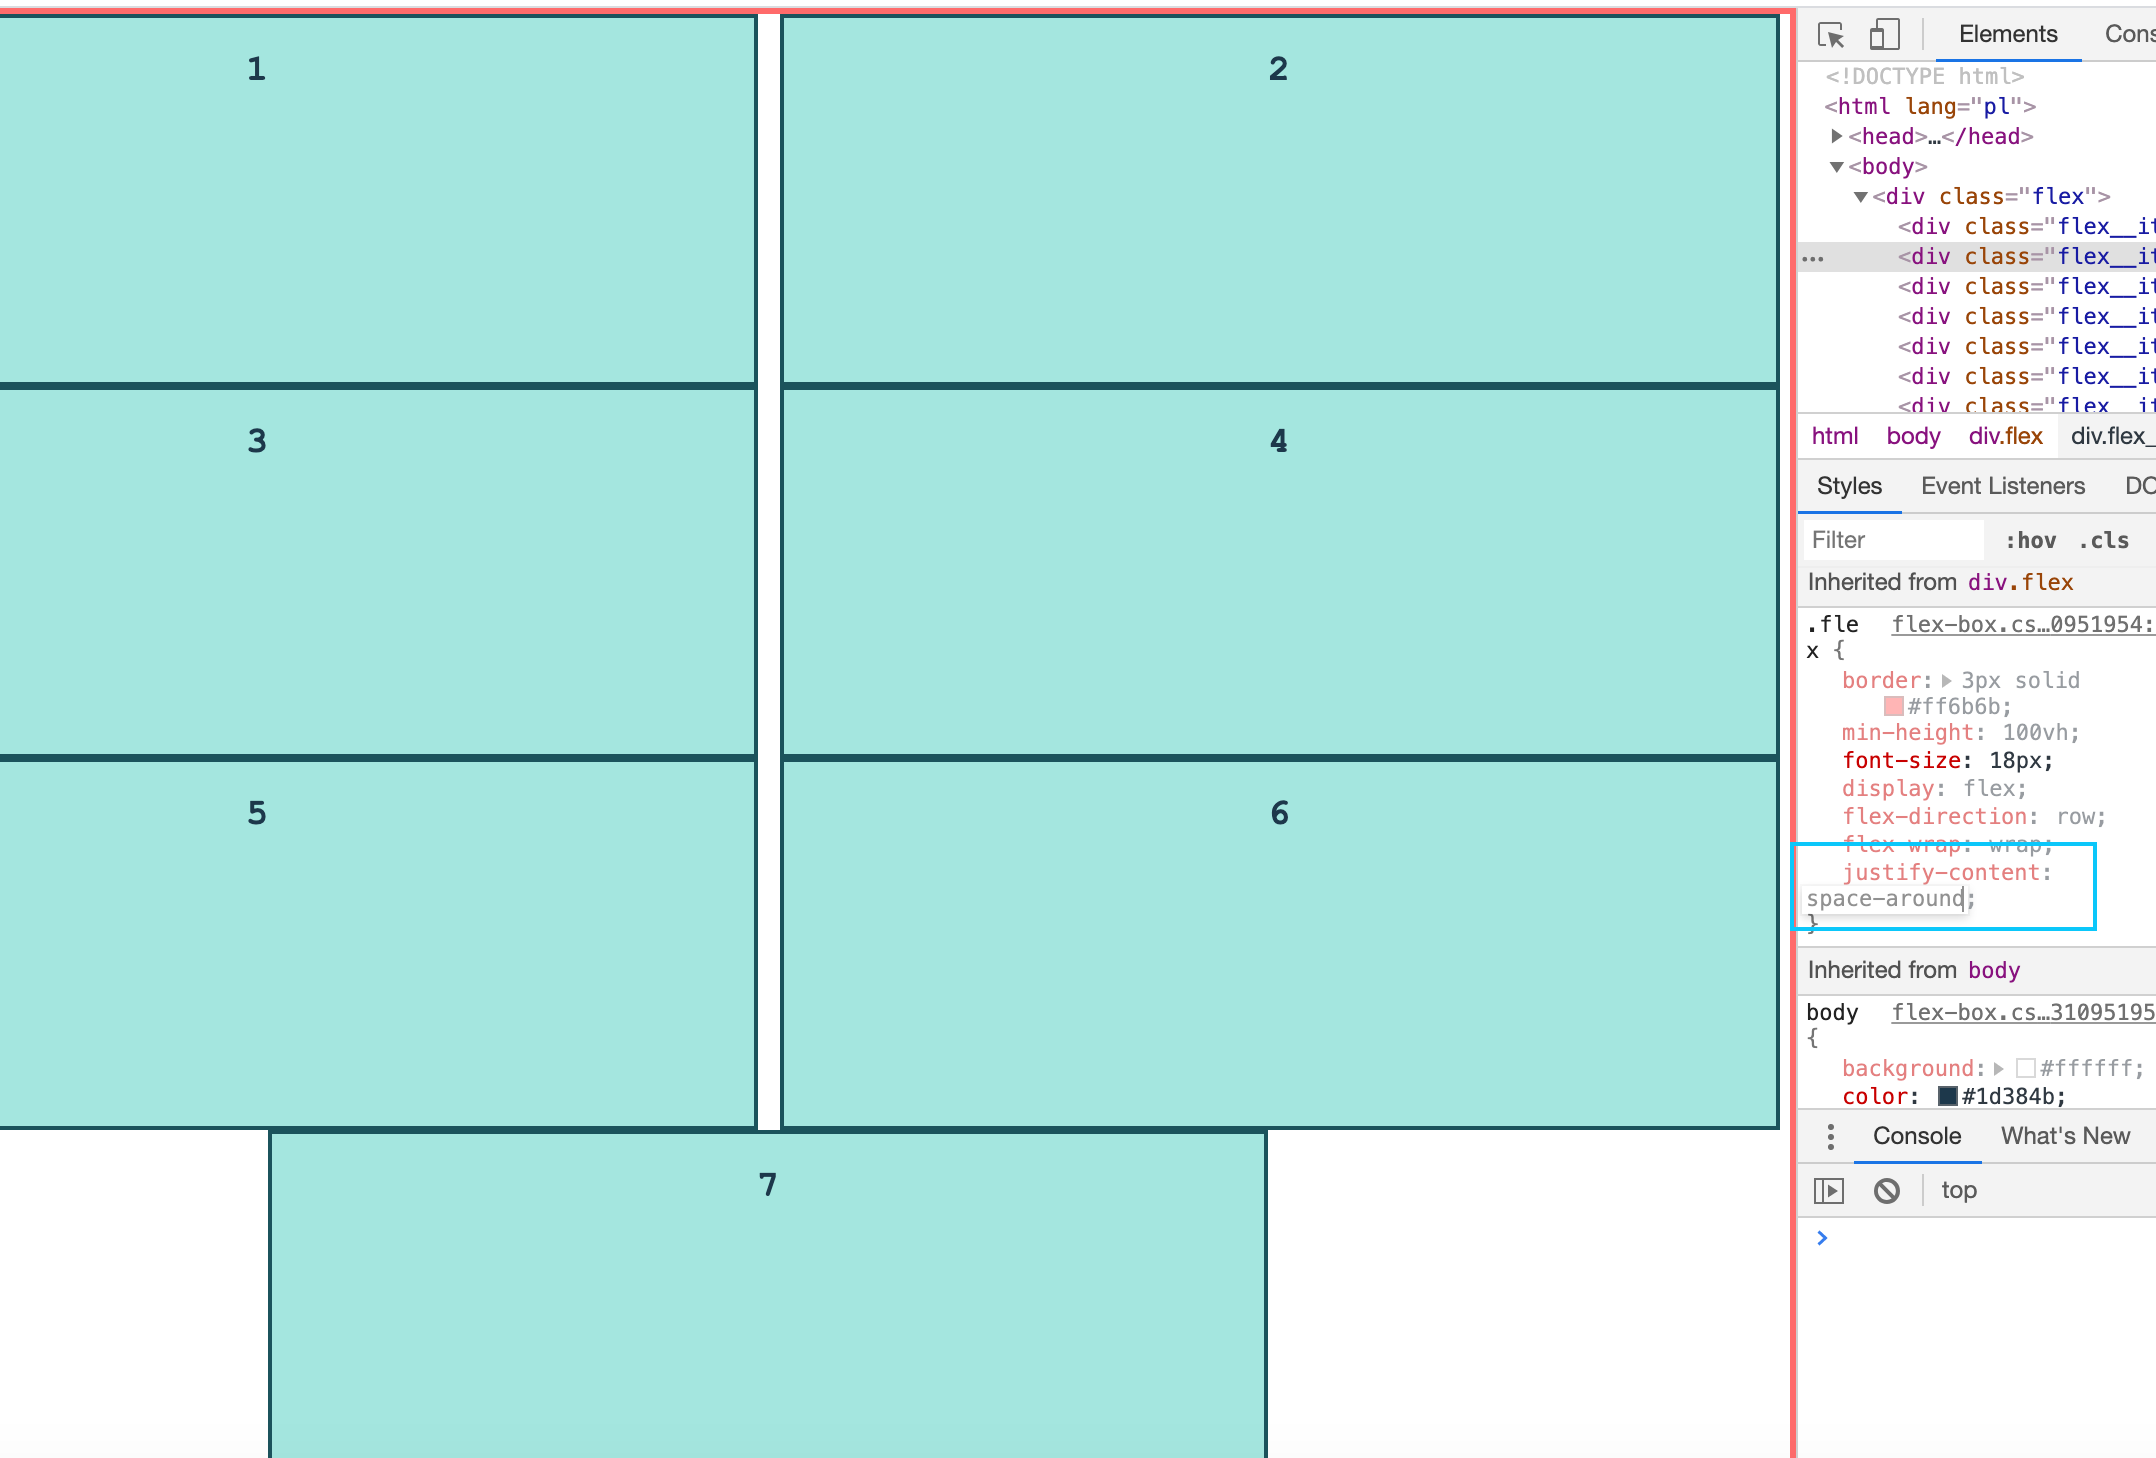 1
2
3
4
5
6
7
Elements Cons
<!DOCTYPE html>
<html lang="pl">
<head>…</head>
<body>
<div class="flex">
<div class="flex__it
… <div class="flex__it
<div class="flex__it
<div class="flex__it
<div class="flex__it
<div class="flex__it
<div class="flex__it
html body div.flex div.flex_
Styles Event Listeners DO
Filter :hov .cls
Inherited from div.flex
.fle flex-box.cs…0951954:
x {
border: 3px solid
#ff6b6b;
min-height: 100vh;
font-size: 18px;
display: flex;
flex-direction: row;
flex-wrap: wrap;
justify-content:
space-around;
}
Inherited from body
body flex-box.cs…31095195
{
background: #ffffff;
color: #1d384b;
Console What's New
top